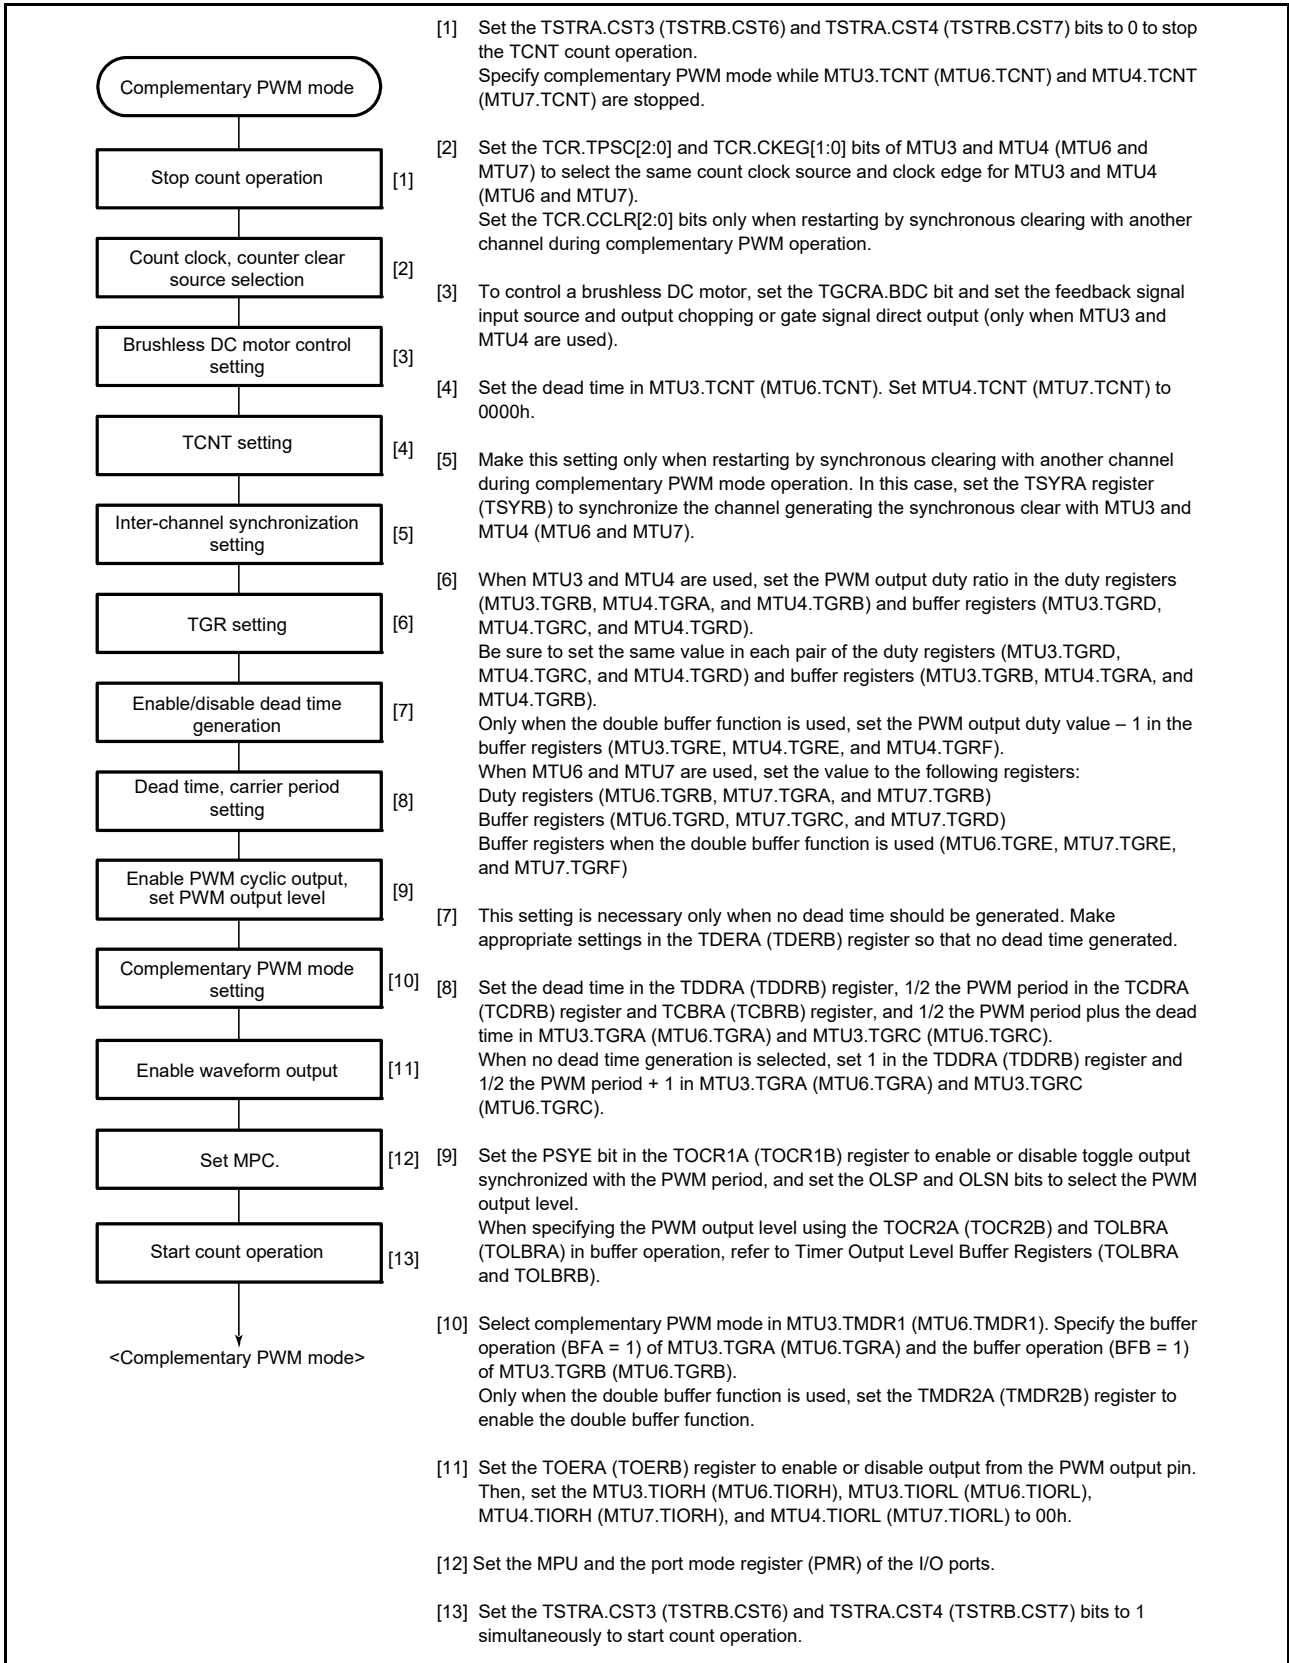 Complementary PWM mode
Stop count operation
[1]
Count clock, counter clear
source selection
[2]
Brushless DC motor control
setting
[3]
TCNT setting
[4]
Inter-channel synchronization
setting
[5]
TGR setting
[6]
Enable/disable dead time
generation
[7]
Dead time, carrier period
setting
[8]
Enable PWM cyclic output,
set PWM output level
[9]
Complementary PWM mode
setting
[10]
Enable waveform output
[11]
Set MPC.
[12]
Start count operation
[13]
<Complementary PWM mode>
[1] Set the TSTRA.CST3 (TSTRB.CST6) and TSTRA.CST4 (TSTRB.CST7) bits to 0 to stop
the TCNT count operation.
Specify complementary PWM mode while MTU3.TCNT (MTU6.TCNT) and MTU4.TCNT
(MTU7.TCNT) are stopped.
[2] Set the TCR.TPSC[2:0] and TCR.CKEG[1:0] bits of MTU3 and MTU4 (MTU6 and
MTU7) to select the same count clock source and clock edge for MTU3 and MTU4
(MTU6 and MTU7).
Set the TCR.CCLR[2:0] bits only when restarting by synchronous clearing with another
channel during complementary PWM operation.
[3] To control a brushless DC motor, set the TGCRA.BDC bit and set the feedback signal
input source and output chopping or gate signal direct output (only when MTU3 and
MTU4 are used).
[4] Set the dead time in MTU3.TCNT (MTU6.TCNT). Set MTU4.TCNT (MTU7.TCNT) to
0000h.
[5] Make this setting only when restarting by synchronous clearing with another channel
during complementary PWM mode operation. In this case, set the TSYRA register
(TSYRB) to synchronize the channel generating the synchronous clear with MTU3 and
MTU4 (MTU6 and MTU7).
[6] When MTU3 and MTU4 are used, set the PWM output duty ratio in the duty registers
(MTU3.TGRB, MTU4.TGRA, and MTU4.TGRB) and buffer registers (MTU3.TGRD,
MTU4.TGRC, and MTU4.TGRD).
Be sure to set the same value in each pair of the duty registers (MTU3.TGRD,
MTU4.TGRC, and MTU4.TGRD) and buffer registers (MTU3.TGRB, MTU4.TGRA, and
MTU4.TGRB).
Only when the double buffer function is used, set the PWM output duty value – 1 in the
buffer registers (MTU3.TGRE, MTU4.TGRE, and MTU4.TGRF).
When MTU6 and MTU7 are used, set the value to the following registers:
Duty registers (MTU6.TGRB, MTU7.TGRA, and MTU7.TGRB)
Buffer registers (MTU6.TGRD, MTU7.TGRC, and MTU7.TGRD)
Buffer registers when the double buffer function is used (MTU6.TGRE, MTU7.TGRE,
and MTU7.TGRF)
[7] This setting is necessary only when no dead time should be generated. Make
appropriate settings in the TDERA (TDERB) register so that no dead time generated.
[8] Set the dead time in the TDDRA (TDDRB) register, 1/2 the PWM period in the TCDRA
(TCDRB) register and TCBRA (TCBRB) register, and 1/2 the PWM period plus the dead
time in MTU3.TGRA (MTU6.TGRA) and MTU3.TGRC (MTU6.TGRC).
When no dead time generation is selected, set 1 in the TDDRA (TDDRB) register and
1/2 the PWM period + 1 in MTU3.TGRA (MTU6.TGRA) and MTU3.TGRC
(MTU6.TGRC).
[9] Set the PSYE bit in the TOCR1A (TOCR1B) register to enable or disable toggle output
synchronized with the PWM period, and set the OLSP and OLSN bits to select the PWM
output level.
When specifying the PWM output level using the TOCR2A (TOCR2B) and TOLBRA
(TOLBRA) in buffer operation, refer to Timer Output Level Buffer Registers (TOLBRA
and TOLBRB).
[10] Select complementary PWM mode in MTU3.TMDR1 (MTU6.TMDR1). Specify the buffer
operation (BFA = 1) of MTU3.TGRA (MTU6.TGRA) and the buffer operation (BFB = 1)
of MTU3.TGRB (MTU6.TGRB).
Only when the double buffer function is used, set the TMDR2A (TMDR2B) register to
enable the double buffer function.
[11] Set the TOERA (TOERB) register to enable or disable output from the PWM output pin.
Then, set the MTU3.TIORH (MTU6.TIORH), MTU3.TIORL (MTU6.TIORL),
MTU4.TIORH (MTU7.TIORH), and MTU4.TIORL (MTU7.TIORL) to 00h.
[12] Set the MPU and the port mode register (PMR) of the I/O ports.
[13] Set the TSTRA.CST3 (TSTRB.CST6) and TSTRA.CST4 (TSTRB.CST7) bits to 1
simultaneously to start count operation.